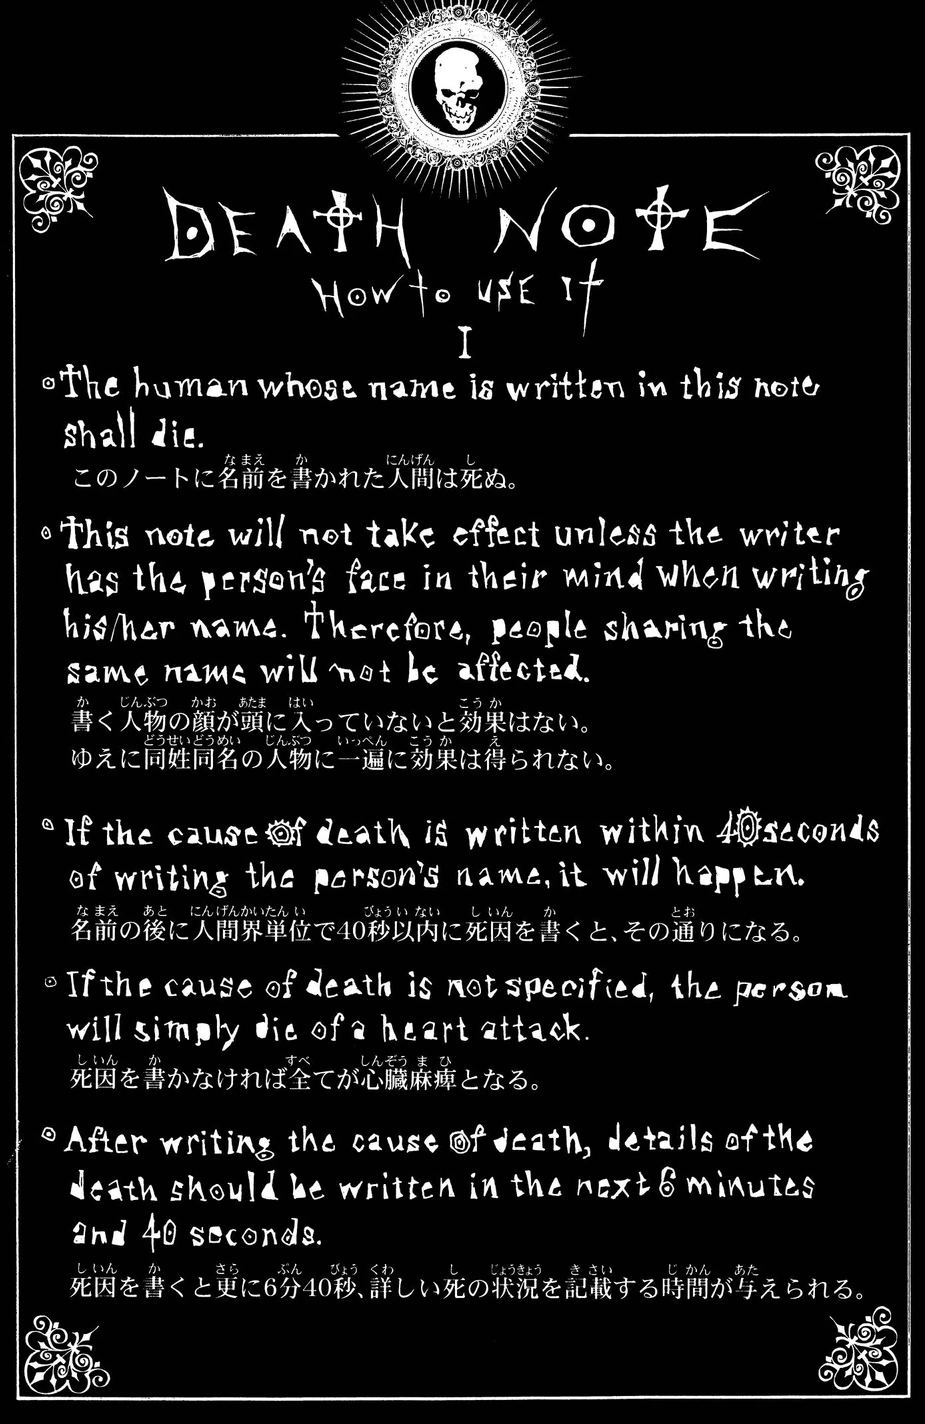 DEATH NOTE
HOW to USE It
I
The human whose name is written in this note
shall die.
このノートに名前を書かれた人間は死ぬ。
This note will not take effect unless the writer
has the person's face in their mind when writing
his/her name. Therefore, people sharing the
same name will not be affected.
書く人物の顔が頭に入っていないと効果はない。
ゆえに同姓同名の人物に一遍に効果は得られない。
If the cause of death is written within 40 seconds
of writing the person's name, it will happen.
名前の後に人間界単位で40秒以内に死因を書くと、その通りになる。
If the cause of death is not specified, the person
will simply die of a heart attack.
死因を書かなければ全てが心臓麻痺となる。
After writing the cause of death, details of the
death should be written in the next 6 minutes
and 40 seconds.
死因を書くと更に6分40秒、詳しい死の状況を記載する時間が与えられる。